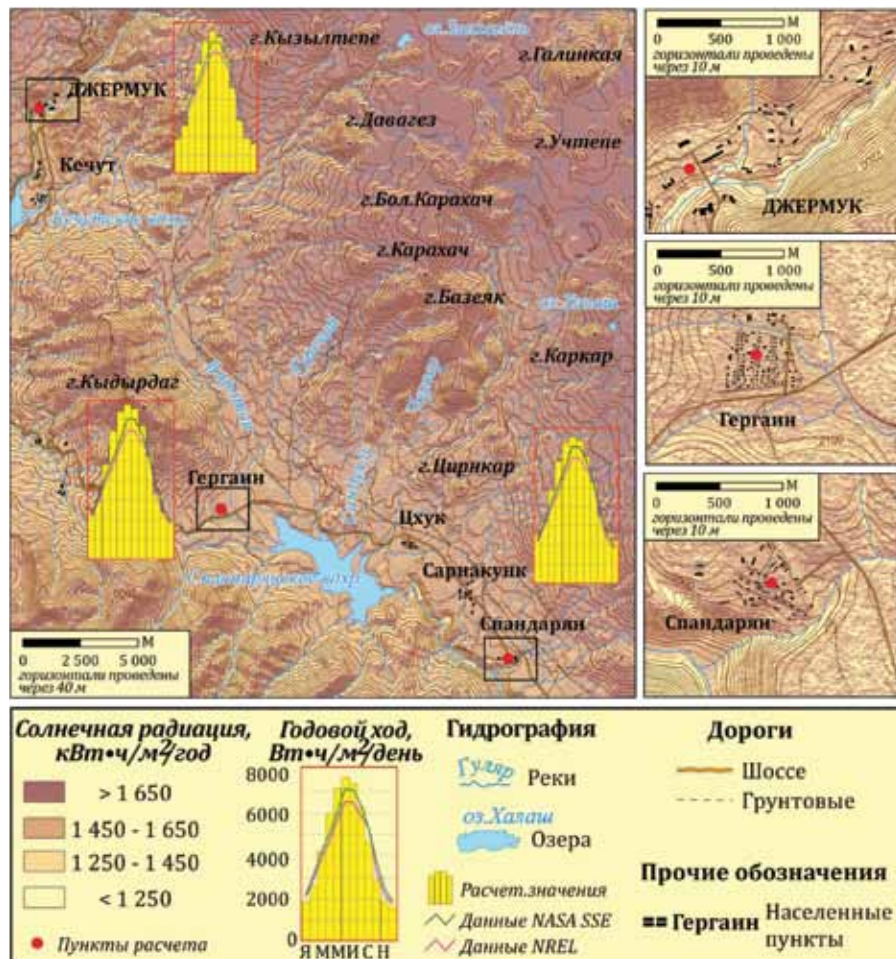 г.Кызылтепе
г.Галинкая
ДЖЕРМУК
г.Давагез
г.Учтепе
Кечут
г.Бол.Карахач
г.Карахач
г.Базеяк
г.Каркар
г.Кыдырдаг
г.Цирнкар
Гергаин
Цхук
Сарнакунк
Спандарян
М
0 2 500 5 000
горизонтали проведены
через 40 м
М
0 500 1 000
горизонтали проведены
через 10 м
ДЖЕРМУК
М
0 500 1 000
горизонтали проведены
через 10 м
Гергаин
М
0 500 1 000
горизонтали проведены
через 10 м
Спандарян
Солнечная радиация,
кВт•ч/м2/год
> 1 650
1 450 - 1 650
1 250 - 1 450
< 1 250
Пункты расчета
Годовой ход,
Вт•ч/м2/день
8000
6000
4000
2000
0
Я М М И С Н
Гидрография
Гуляр
Реки
оз.Халаш
Озера
Расчет.значения
Данные NASA SSE
Данные NREL
Дороги
Шоссе
Грунтовые
Прочие обозначения
Гергаин Населенные
пункты